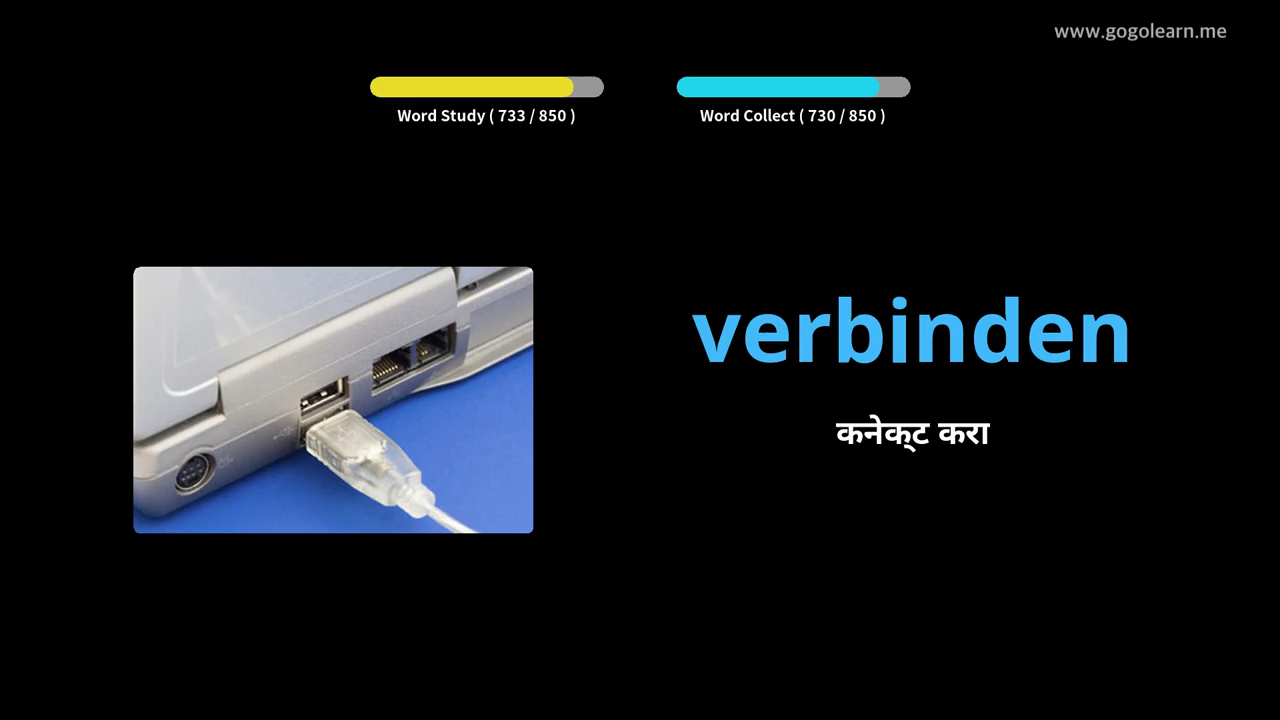 www.gogolearn.me
Word Study ( 733 / 850 )
Word Collect ( 730 / 850 )
verbinden
कनेक्ट करा